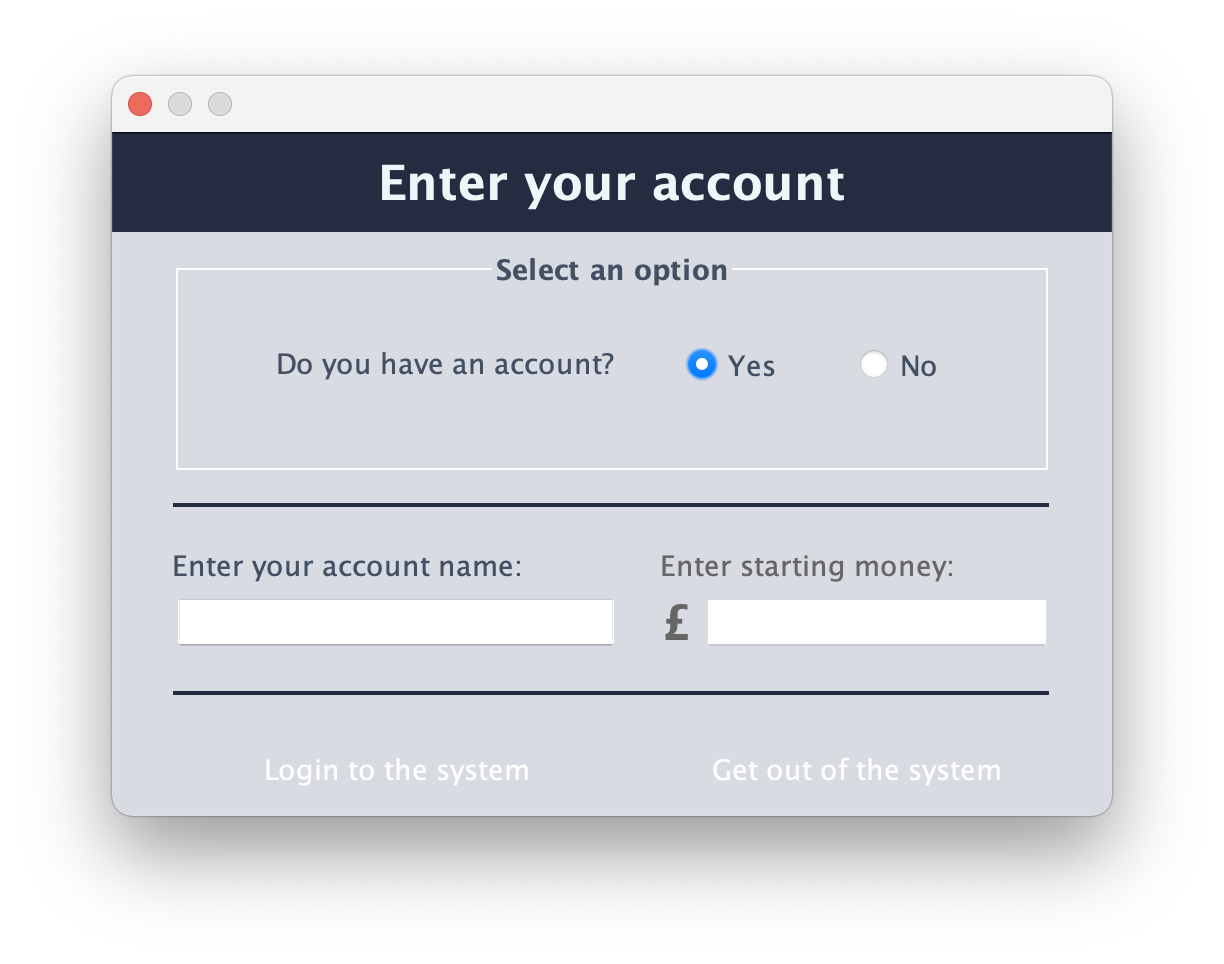 Enter your account
Select an option
Do you have an account? Yes No
Enter your account name: Enter starting money:
£
Login to the system Get out of the system